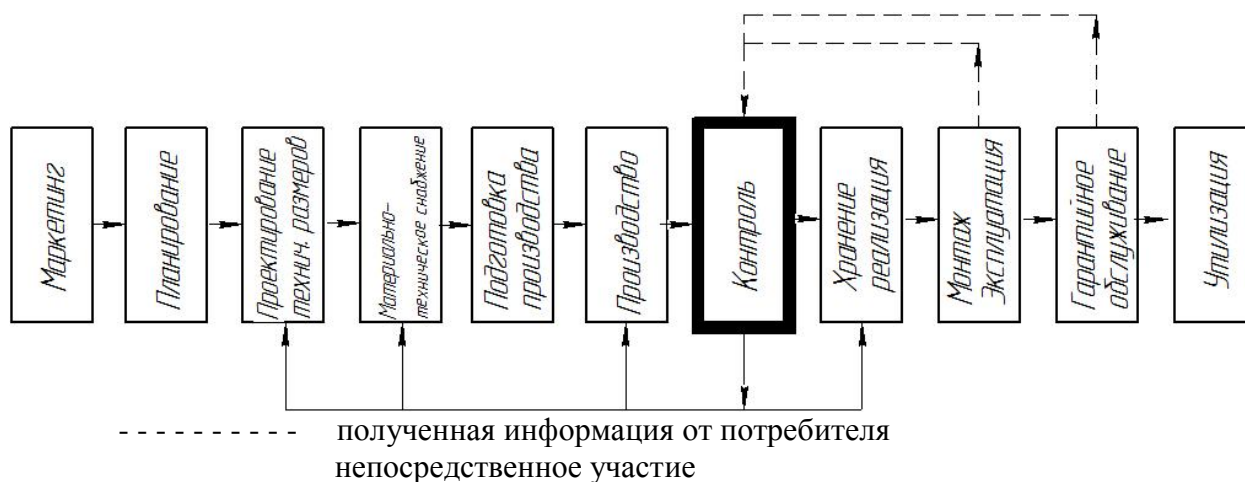 Маркетинг
Планирование
Проектирование
технич. размеров
Материально-
техническое снабжение
Подготовка
производства
Производство
Контроль
Хранение
реализация
Монтаж
Эксплуатация
Гарантийное
обслуживание
Утилизация
полученная информация от потребителя
непосредственное участие